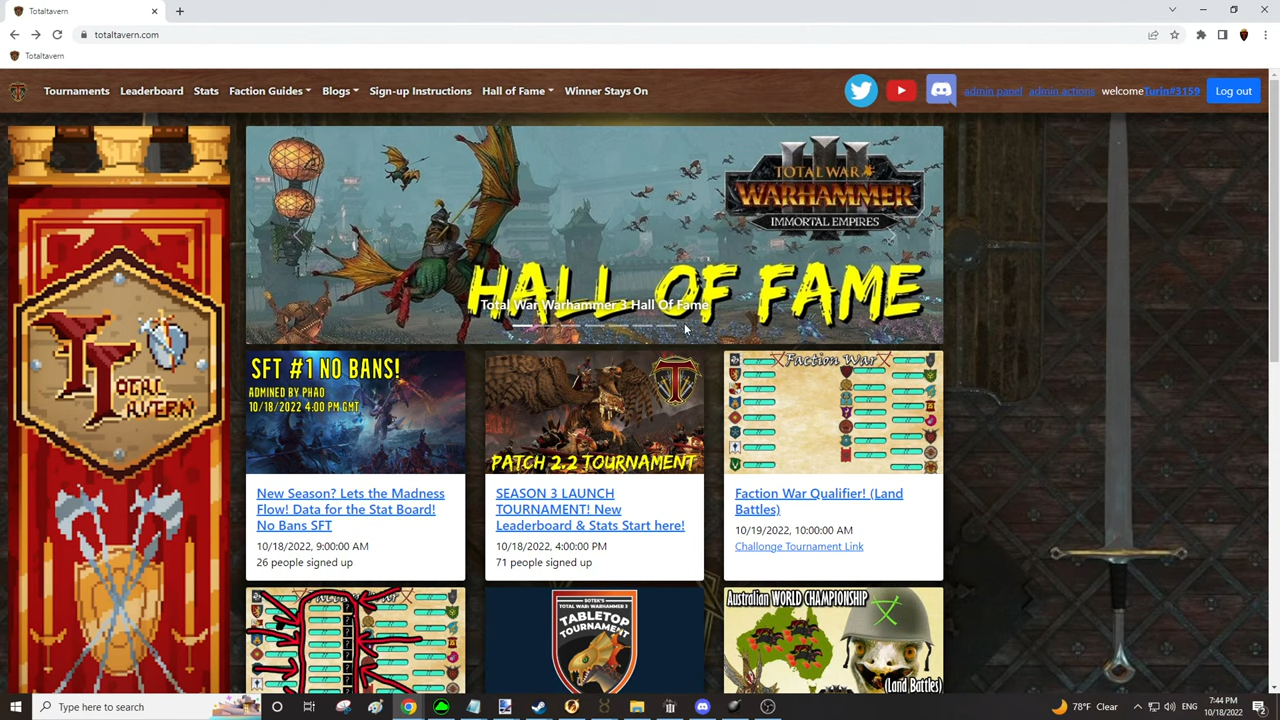 Totaltavern
totaltavern.com
Totaltavern
Tournaments Leaderboard Stats Faction Guides Blogs Sign-up Instructions Hall of Fame Winner Stays On
admin panel admin actions welcomeTurin#3159 Log out
TOTAL WAR
WARHAMMER
III
IMMORTAL EMPIRES
HALL OF FAME
Total War Warhammer 3 Hall Of Fame
TOTAL
TAVERN
SFT #1 NO BANS!
ADMINED BY PHAO
10/18/2022 4:00 PM GMT
New Season? Lets the Madness
Flow! Data for the Stat Board!
No Bans SFT
10/18/2022, 9:00:00 AM
26 people signed up
PATCH 2.2 TOURNAMENT
SEASON 3 LAUNCH
TOURNAMENT! New
Leaderboard & Stats Start here!
10/18/2022, 4:00:00 PM
71 people signed up
Faction War
Faction War Qualifier! (Land
Battles)
10/19/2022, 10:00:00 AM
Challonge Tournament Link
SOTEK'S
TOTAL WAR: WARHAMMER 3
TABLETOP
TOURNAMENT
Australian WORLD CHAMPIONSHIP
(Land Battles)
Type here to search
78°F Clear
ENG
7:44 PM
10/18/2022
2